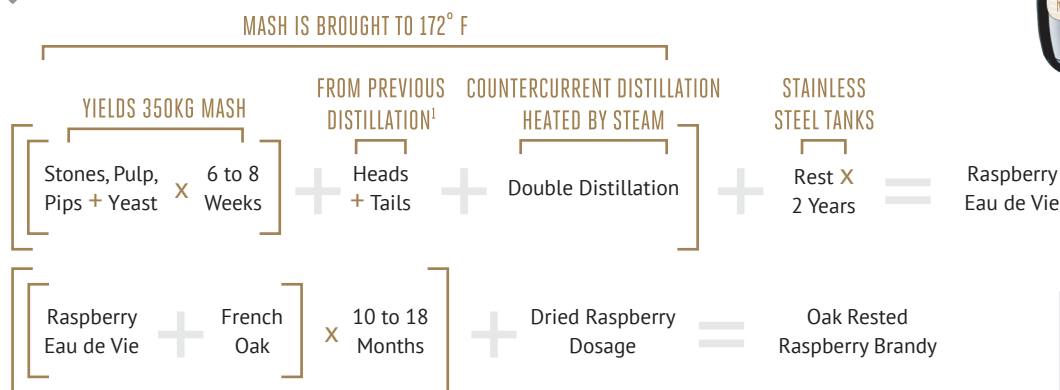 MASH IS BROUGHT TO 172° F
YIELDS 350KG MASH
FROM PREVIOUS
DISTILLATION¹
COUNTERCURRENT DISTILLATION
HEATED BY STEAM
STAINLESS
STEEL TANKS
Stones, Pulp,
Pips + Yeast
x
6 to 8
Weeks
+
Heads
+ Tails
+
Double Distillation
+
Rest x
2 Years
=
Raspberry
Eau de Vie
Raspberry
Eau de Vie
+
French
Oak
x
10 to 18
Months
+
Dried Raspberry
Dosage
=
Oak Rested
Raspberry Brandy